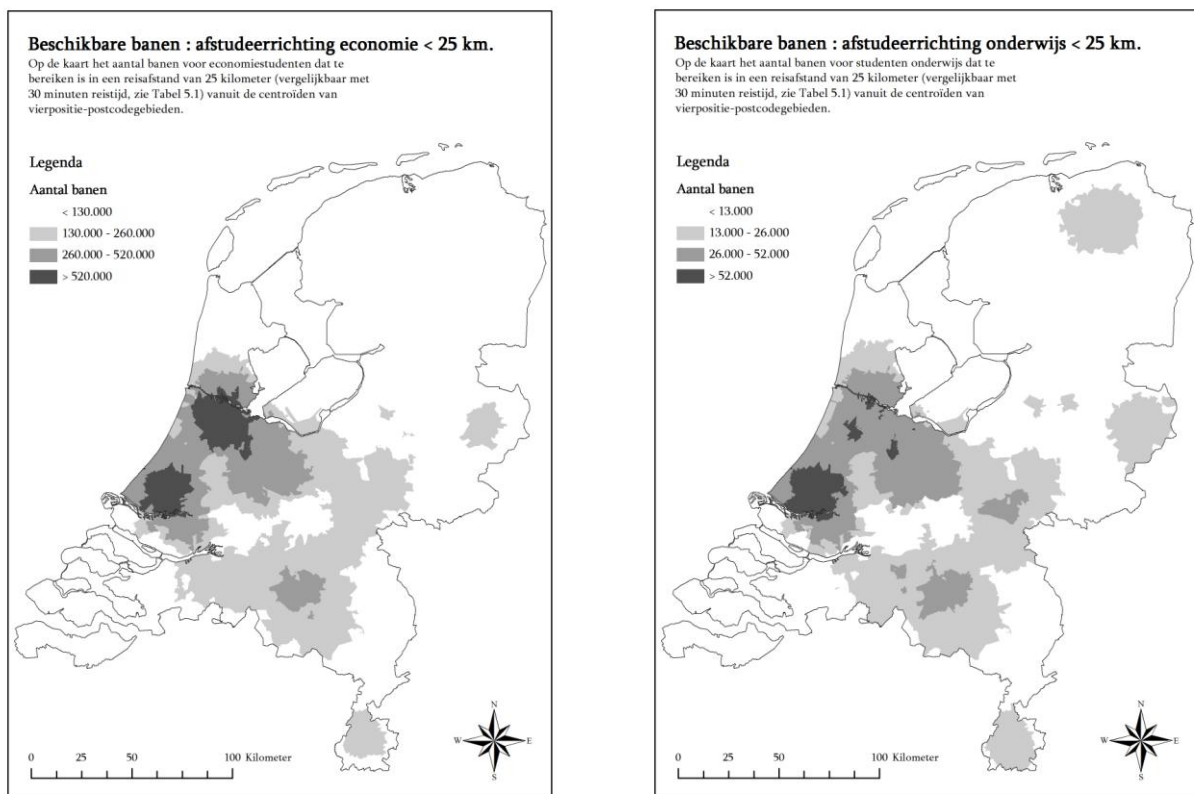 Beschikbare banen : afstudeerrichting economie < 25 km.
Op de kaart het aantal banen voor economiestudenten dat te
bereiken is in een reisafstand van 25 kilometer (vergelijkbaar met
30 minuten reistijd, zie Tabel 5.1) vanuit de centroïden van
vierpositie-postcodegebieden.
Legenda
Aantal banen
< 130.000
130.000 - 260.000
260.000 - 520.000
> 520.000
N
W E
S
0 25 50 100 Kilometer
Beschikbare banen : afstudeerrichting onderwijs < 25 km.
Op de kaart het aantal banen voor studenten onderwijs dat te
bereiken is in een reisafstand van 25 kilometer (vergelijkbaar met
30 minuten reistijd, zie Tabel 5.1) vanuit de centroïden van
vierpositie-postcodegebieden.
Legenda
Aantal banen
< 13.000
13.000 - 26.000
26.000 - 52.000
> 52.000
N
W E
S
0 25 50 100 Kilometer